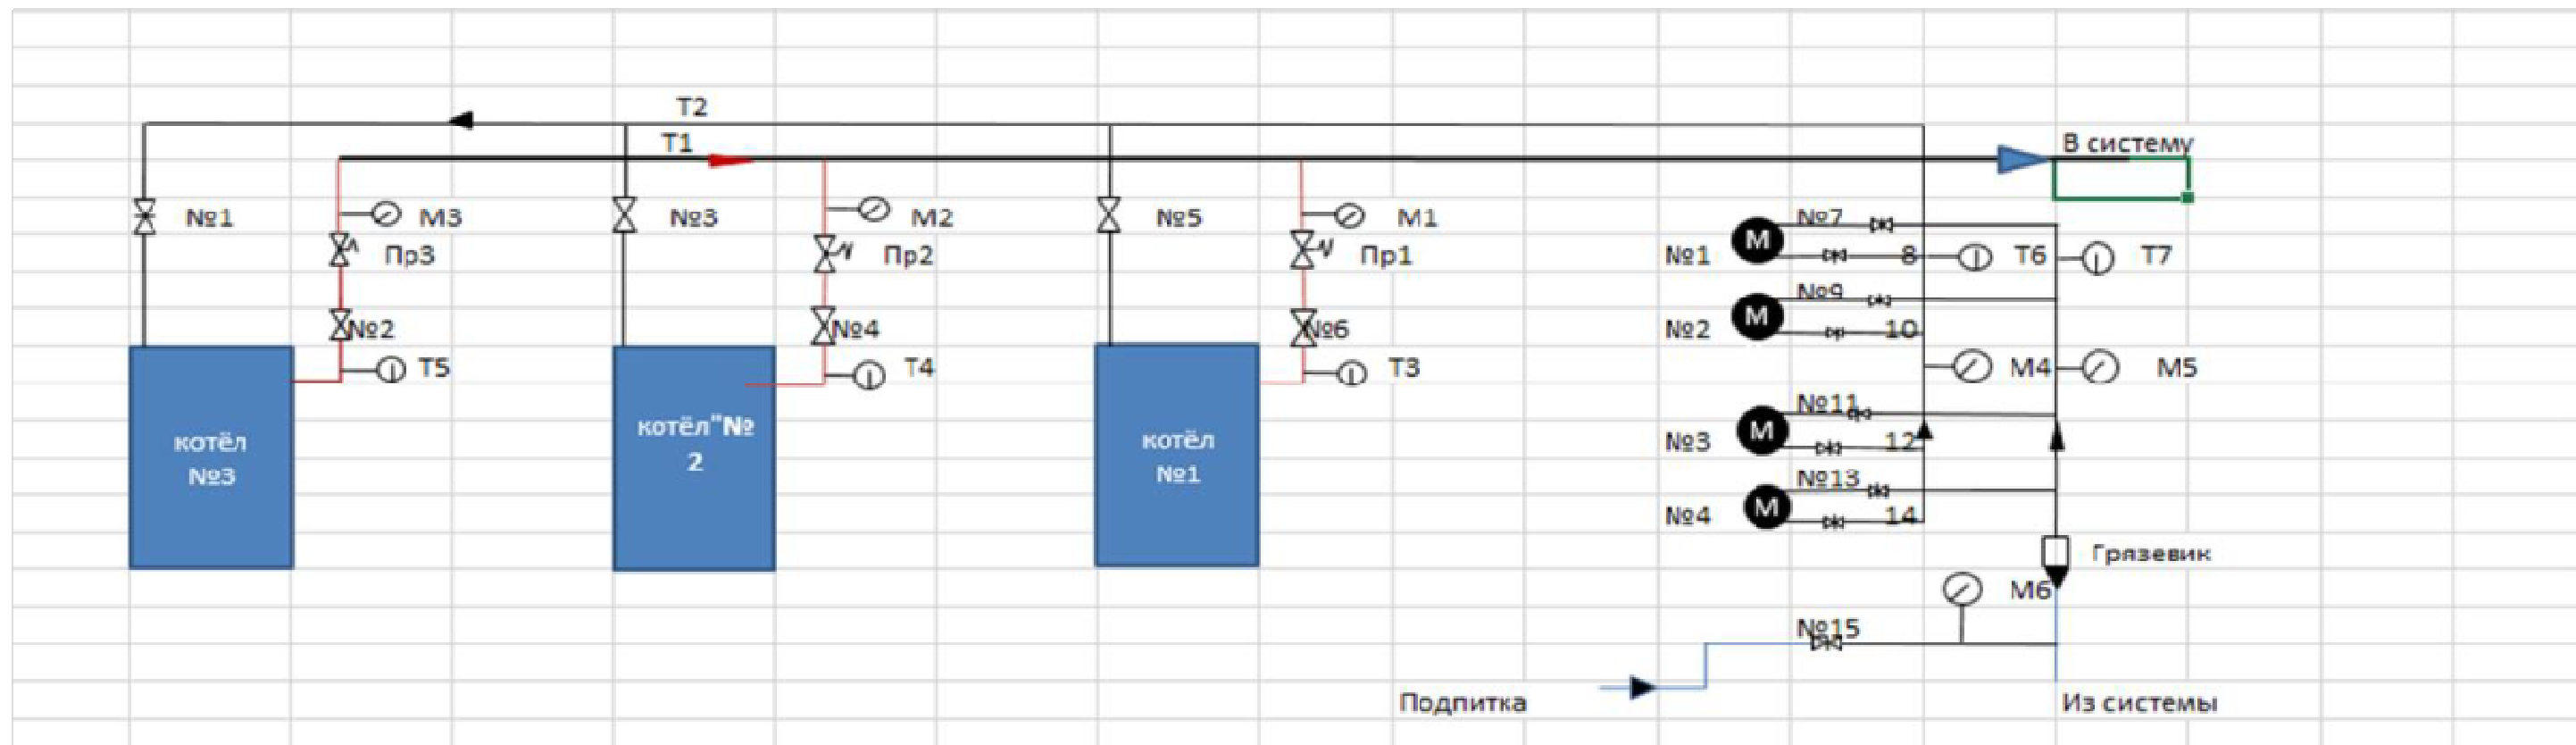 Т2
Т1
В систему
№1
М3
№3
М2
№5
М1
Пр3
Пр2
Пр1
№2
№4
№6
Т5
Т4
Т3
котёл
№3
котёл"№
2
котёл
№1
№7
М
№1
8
Т6
Т7
№9
М
№2
10
М4
М5
№11
М
№3
12
№13
М
№4
14
Грязевик
М6
№15
Подпитка
Из системы